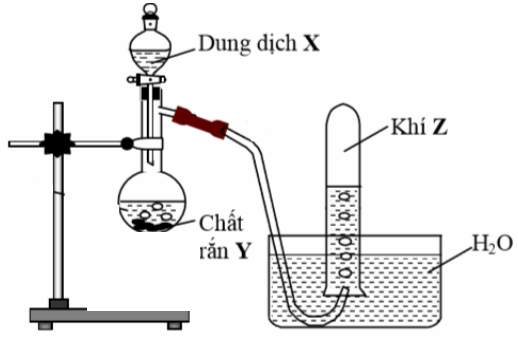 Dung dịch X
Khí Z
Chất
rắn Y
H₂O